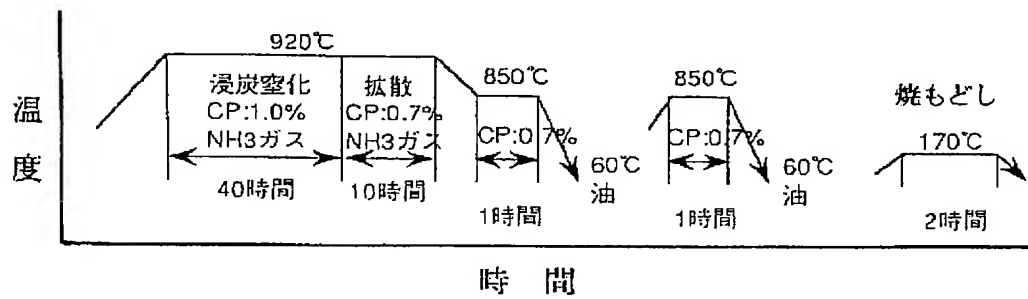 920℃
浸炭窒化
CP:1.0%
NH3ガス
40時間
拡散
CP:0.7%
NH3ガス
10時間
850℃
CP:0.7%
1時間
60℃
油
850℃
CP:0.7%
1時間
60℃
油
焼もどし
170℃
2時間
温度
時間